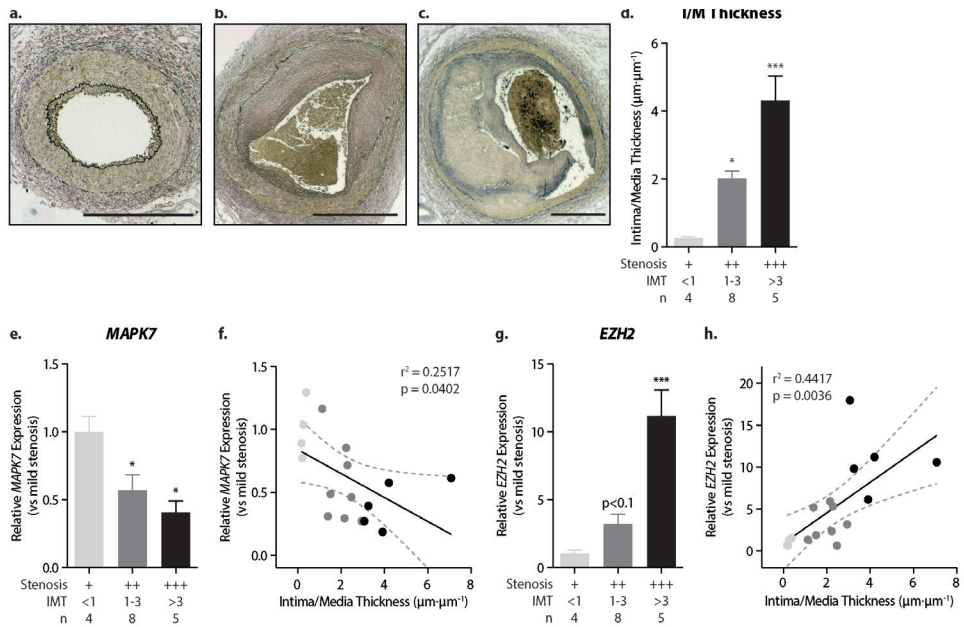 a.
b.
c.
d.
I/M Thickness
Intima/Media Thickness (µm·µm⁻¹)
6
4
2
0
*
***
Stenosis + ++ +++
IMT <1 1-3 >3
n 4 8 5
e.
MAPK7
Relative MAPK7 Expression
(vs mild stenosis)
1.5
1.0
0.5
0.0
*
*
Stenosis + ++ +++
IMT <1 1-3 >3
n 4 8 5
f.
r² = 0.2517
p = 0.0402
Relative MAPK7 Expression
(vs mild stenosis)
1.5
1.0
0.5
0.0
0 2 4 6 8
Intima/Media Thickness (µm·µm⁻¹)
g.
EZH2
Relative EZH2 Expression
(vs mild stenosis)
15
10
5
0
p<0.1
***
Stenosis + ++ +++
IMT <1 1-3 >3
n 4 8 5
h.
r² = 0.4417
p = 0.0036
Relative EZH2 Expression
(vs mild stenosis)
20
15
10
5
0
0 2 4 6 8
Intima/Media Thickness (µm·µm⁻¹)